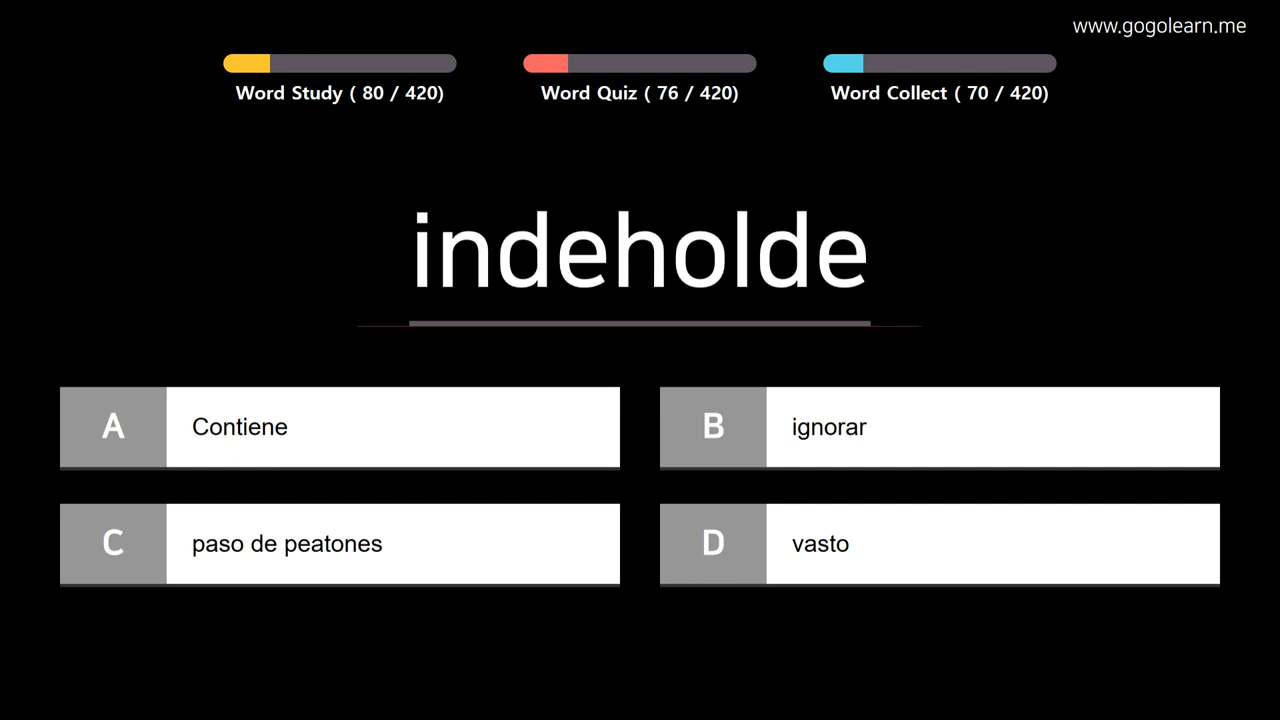 www.gogolearn.me
Word Study ( 80 / 420)
Word Quiz ( 76 / 420)
Word Collect ( 70 / 420)
indeholde
A Contiene
B ignorar
C paso de peatones
D vasto